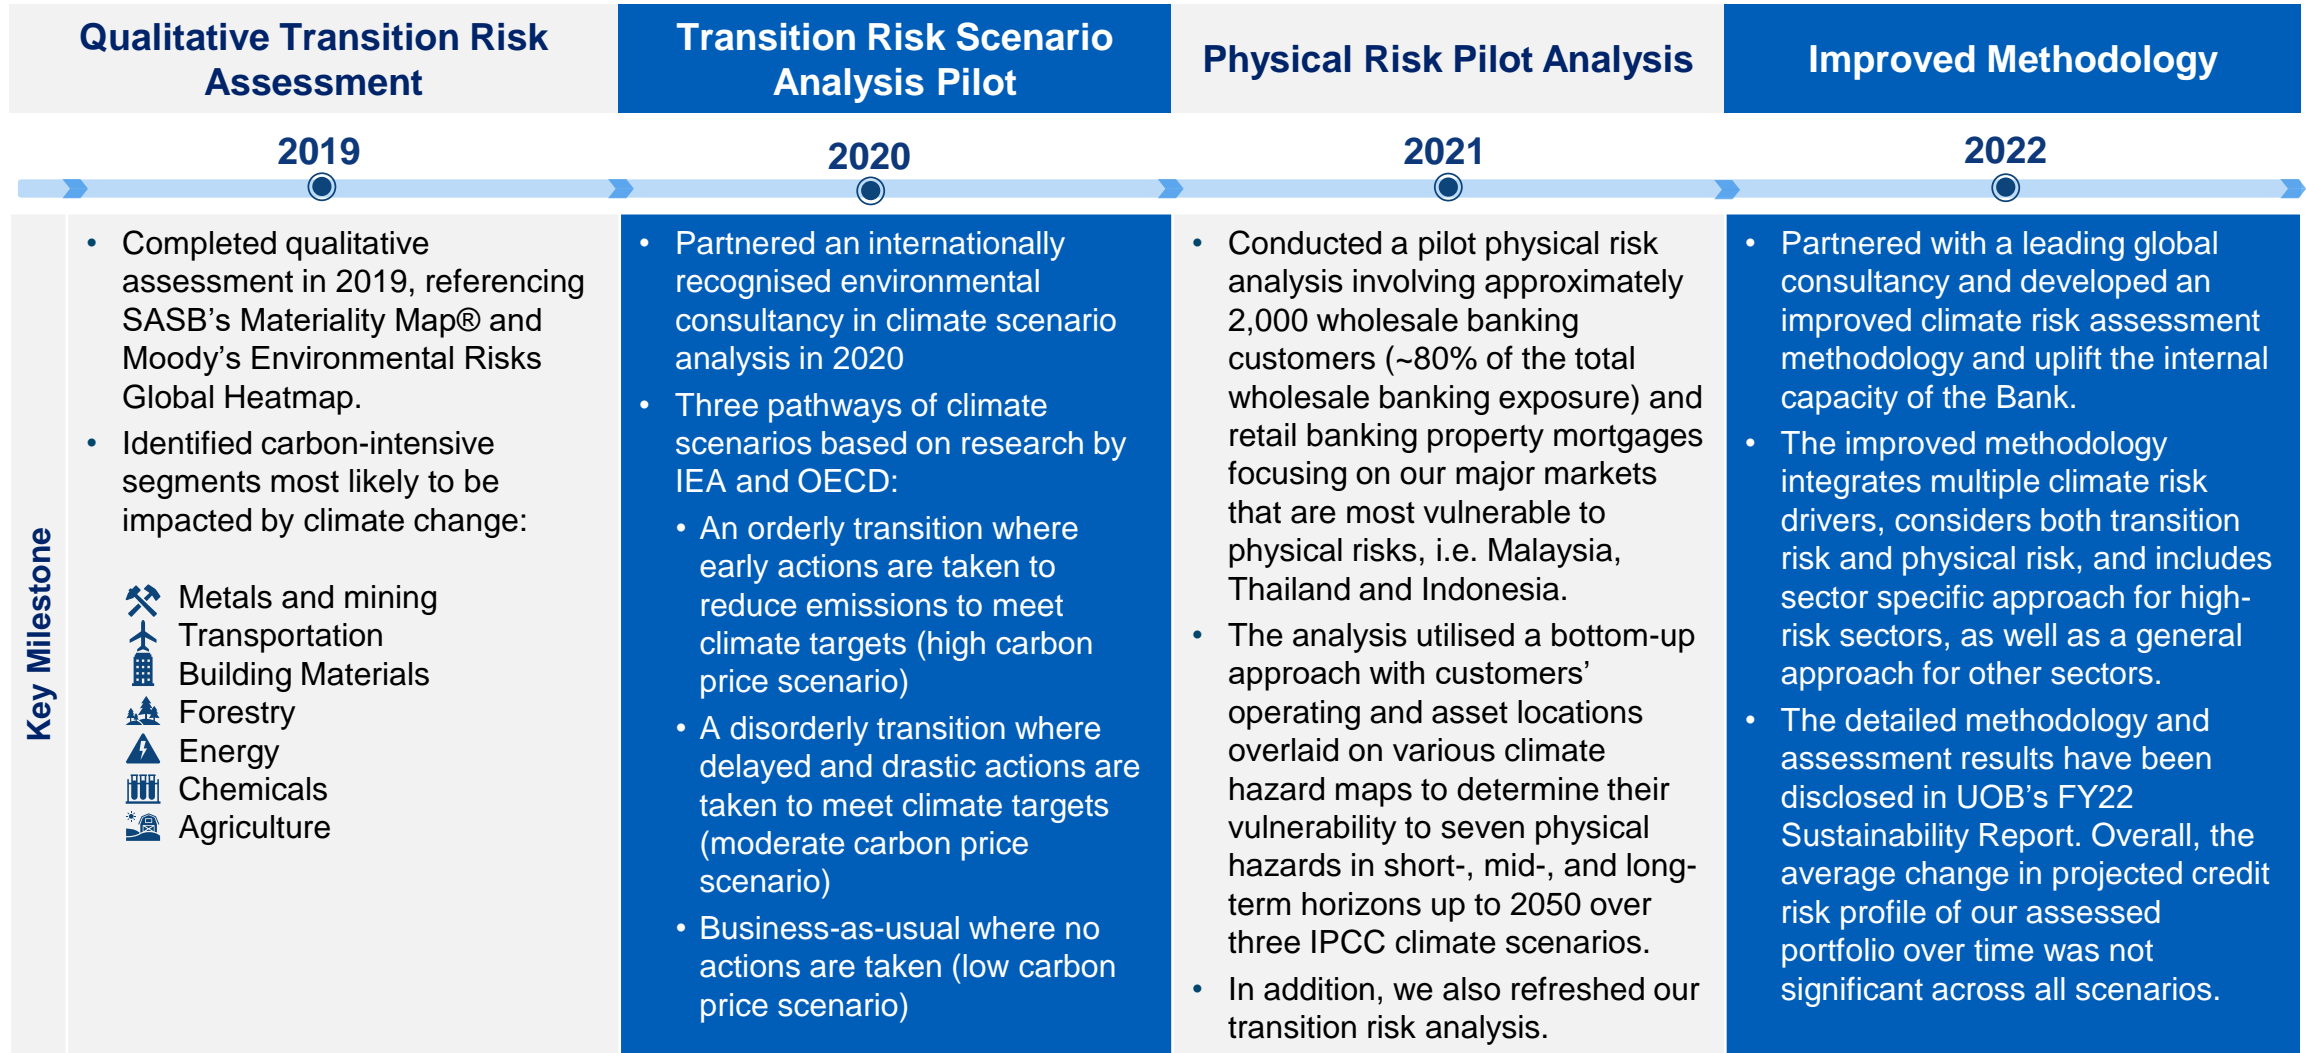 Qualitative Transition Risk
Assessment
Transition Risk Scenario
Analysis Pilot
Physical Risk Pilot Analysis
Improved Methodology
2019
2020
2021
2022
Key Milestone
• Completed qualitative
assessment in 2019, referencing
SASB’s Materiality Map® and
Moody’s Environmental Risks
Global Heatmap.
• Identified carbon-intensive
segments most likely to be
impacted by climate change:
Metals and mining
Transportation
Building Materials
Forestry
Energy
Chemicals
Agriculture
• Partnered an internationally
recognised environmental
consultancy in climate scenario
analysis in 2020
• Three pathways of climate
scenarios based on research by
IEA and OECD:
• An orderly transition where
early actions are taken to
reduce emissions to meet
climate targets (high carbon
price scenario)
• A disorderly transition where
delayed and drastic actions are
taken to meet climate targets
(moderate carbon price
scenario)
• Business-as-usual where no
actions are taken (low carbon
price scenario)
• Conducted a pilot physical risk
analysis involving approximately
2,000 wholesale banking
customers (~80% of the total
wholesale banking exposure) and
retail banking property mortgages
focusing on our major markets
that are most vulnerable to
physical risks, i.e. Malaysia,
Thailand and Indonesia.
• The analysis utilised a bottom-up
approach with customers’
operating and asset locations
overlaid on various climate
hazard maps to determine their
vulnerability to seven physical
hazards in short-, mid-, and long-
term horizons up to 2050 over
three IPCC climate scenarios.
• In addition, we also refreshed our
transition risk analysis.
• Partnered with a leading global
consultancy and developed an
improved climate risk assessment
methodology and uplift the internal
capacity of the Bank.
• The improved methodology
integrates multiple climate risk
drivers, considers both transition
risk and physical risk, and includes
sector specific approach for high-
risk sectors, as well as a general
approach for other sectors.
• The detailed methodology and
assessment results have been
disclosed in UOB’s FY22
Sustainability Report. Overall, the
average change in projected credit
risk profile of our assessed
portfolio over time was not
significant across all scenarios.